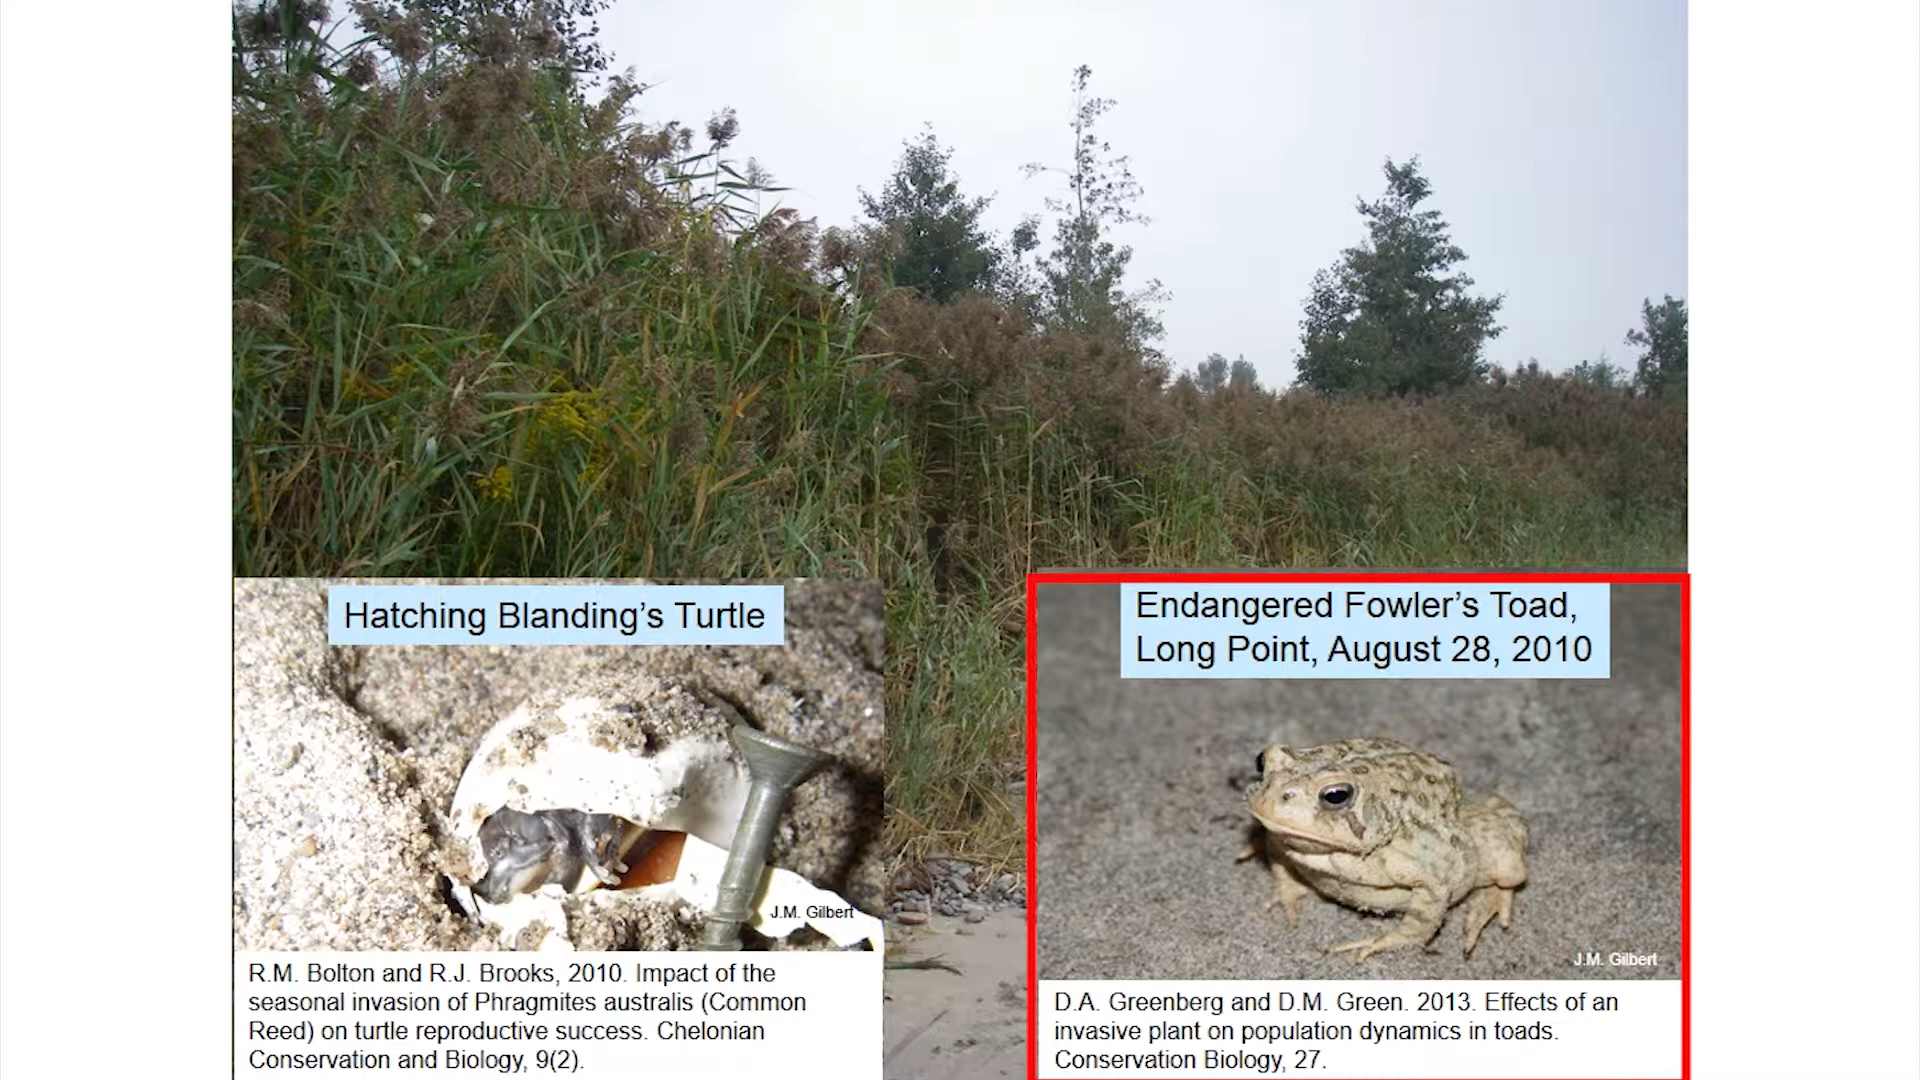 Hatching Blanding’s Turtle
J.M. Gilbert
R.M. Bolton and R.J. Brooks, 2010. Impact of the
seasonal invasion of Phragmites australis (Common
Reed) on turtle reproductive success. Chelonian
Conservation and Biology, 9(2).
Endangered Fowler’s Toad,
Long Point, August 28, 2010
J.M. Gilbert
D.A. Greenberg and D.M. Green. 2013. Effects of an
invasive plant on population dynamics in toads.
Conservation Biology, 27.